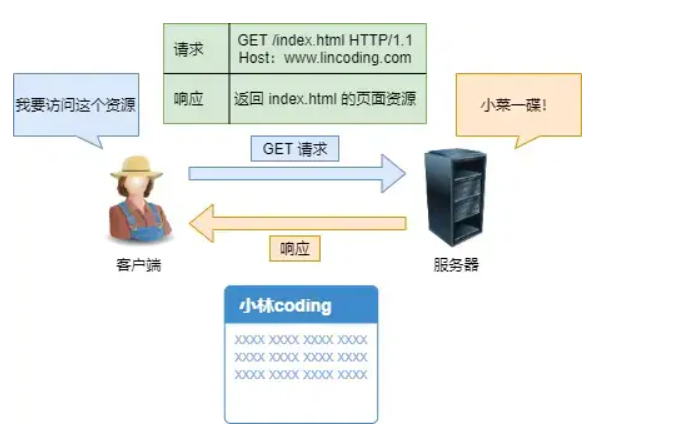 请求
GET /index.html HTTP/1.1
Host：www.lincoding.com
响应
返回 index.html 的页面资源
我要访问这个资源
小菜一碟！
GET 请求
响应
客户端
服务器
小林coding
XXXX XXXX XXXX XXXX
XXXX XXXX XXXX XXXX
XXXX XXXX XXXX XXXX